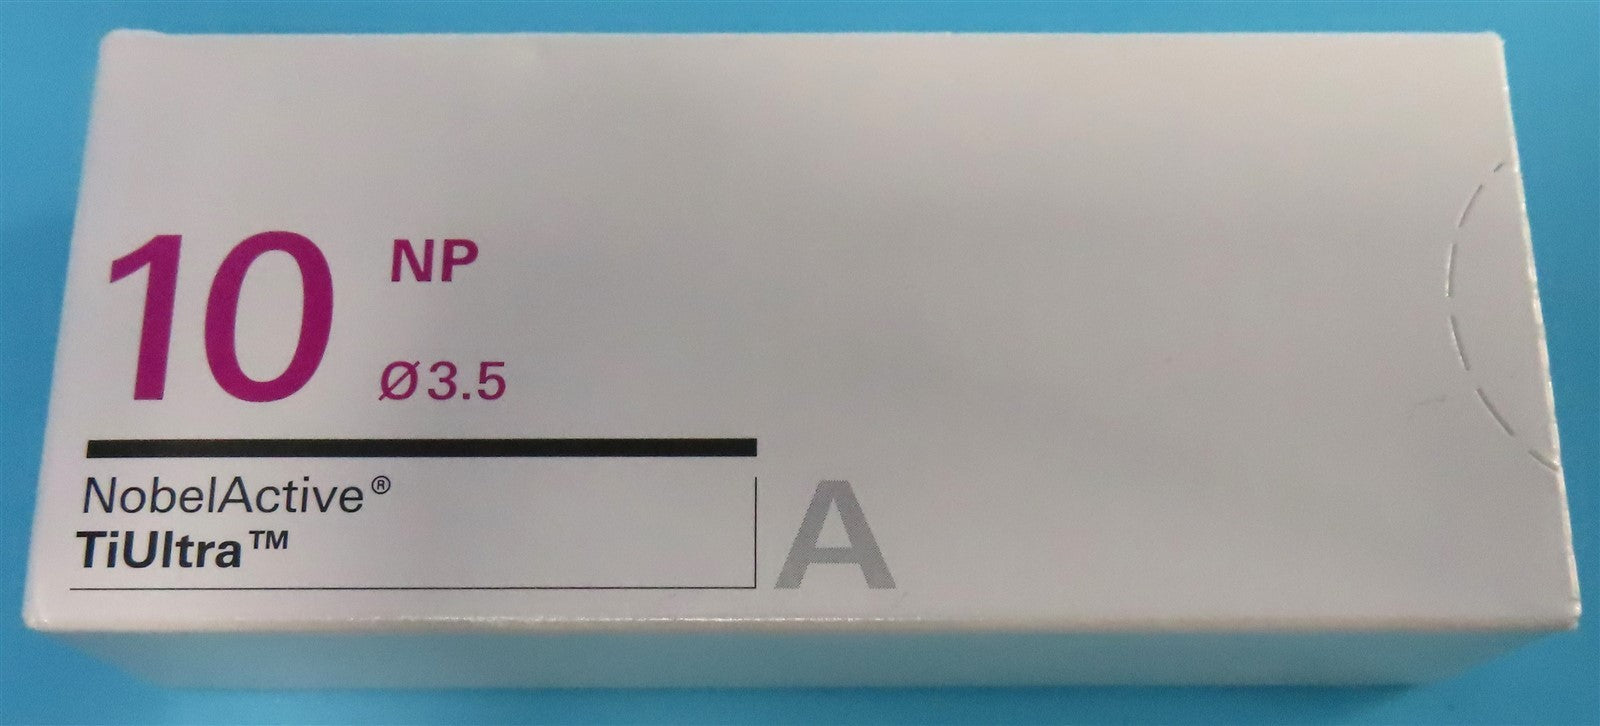 10 NP
Ø3.5
NobelActive®
TiUltra™
A